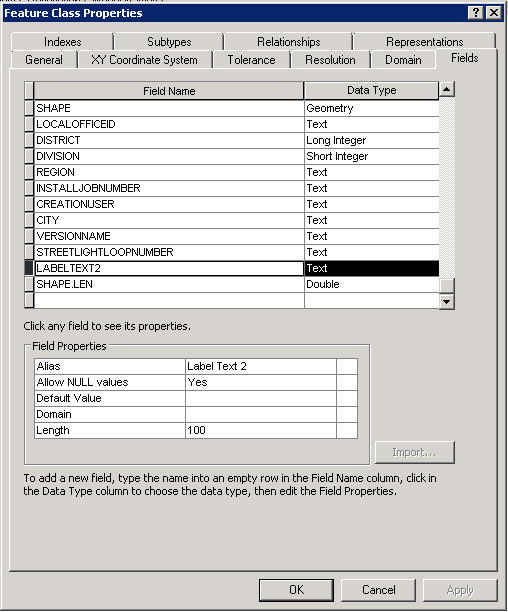 Feature Class Properties
Indexes Subtypes Relationships Representations
General XY Coordinate System Tolerance Resolution Domain Fields
Field Name Data Type
SHAPE Geometry
LOCALOFFICEID Text
DISTRICT Long Integer
DIVISION Short Integer
REGION Text
INSTALLJOBNUMBER Text
CREATIONUSER Text
CITY Text
VERSIONNAME Text
STREETLIGHTLOOPNUMBER Text
LABELTEXT2 Text
SHAPE.LEN Double
Click any field to see its properties.
Field Properties
Alias Label Text 2
Allow NULL values Yes
Default Value
Domain
Length 100
Import...
To add a new field, type the name into an empty row in the Field Name column, click in
the Data Type column to choose the data type, then edit the Field Properties.
OK Cancel Apply